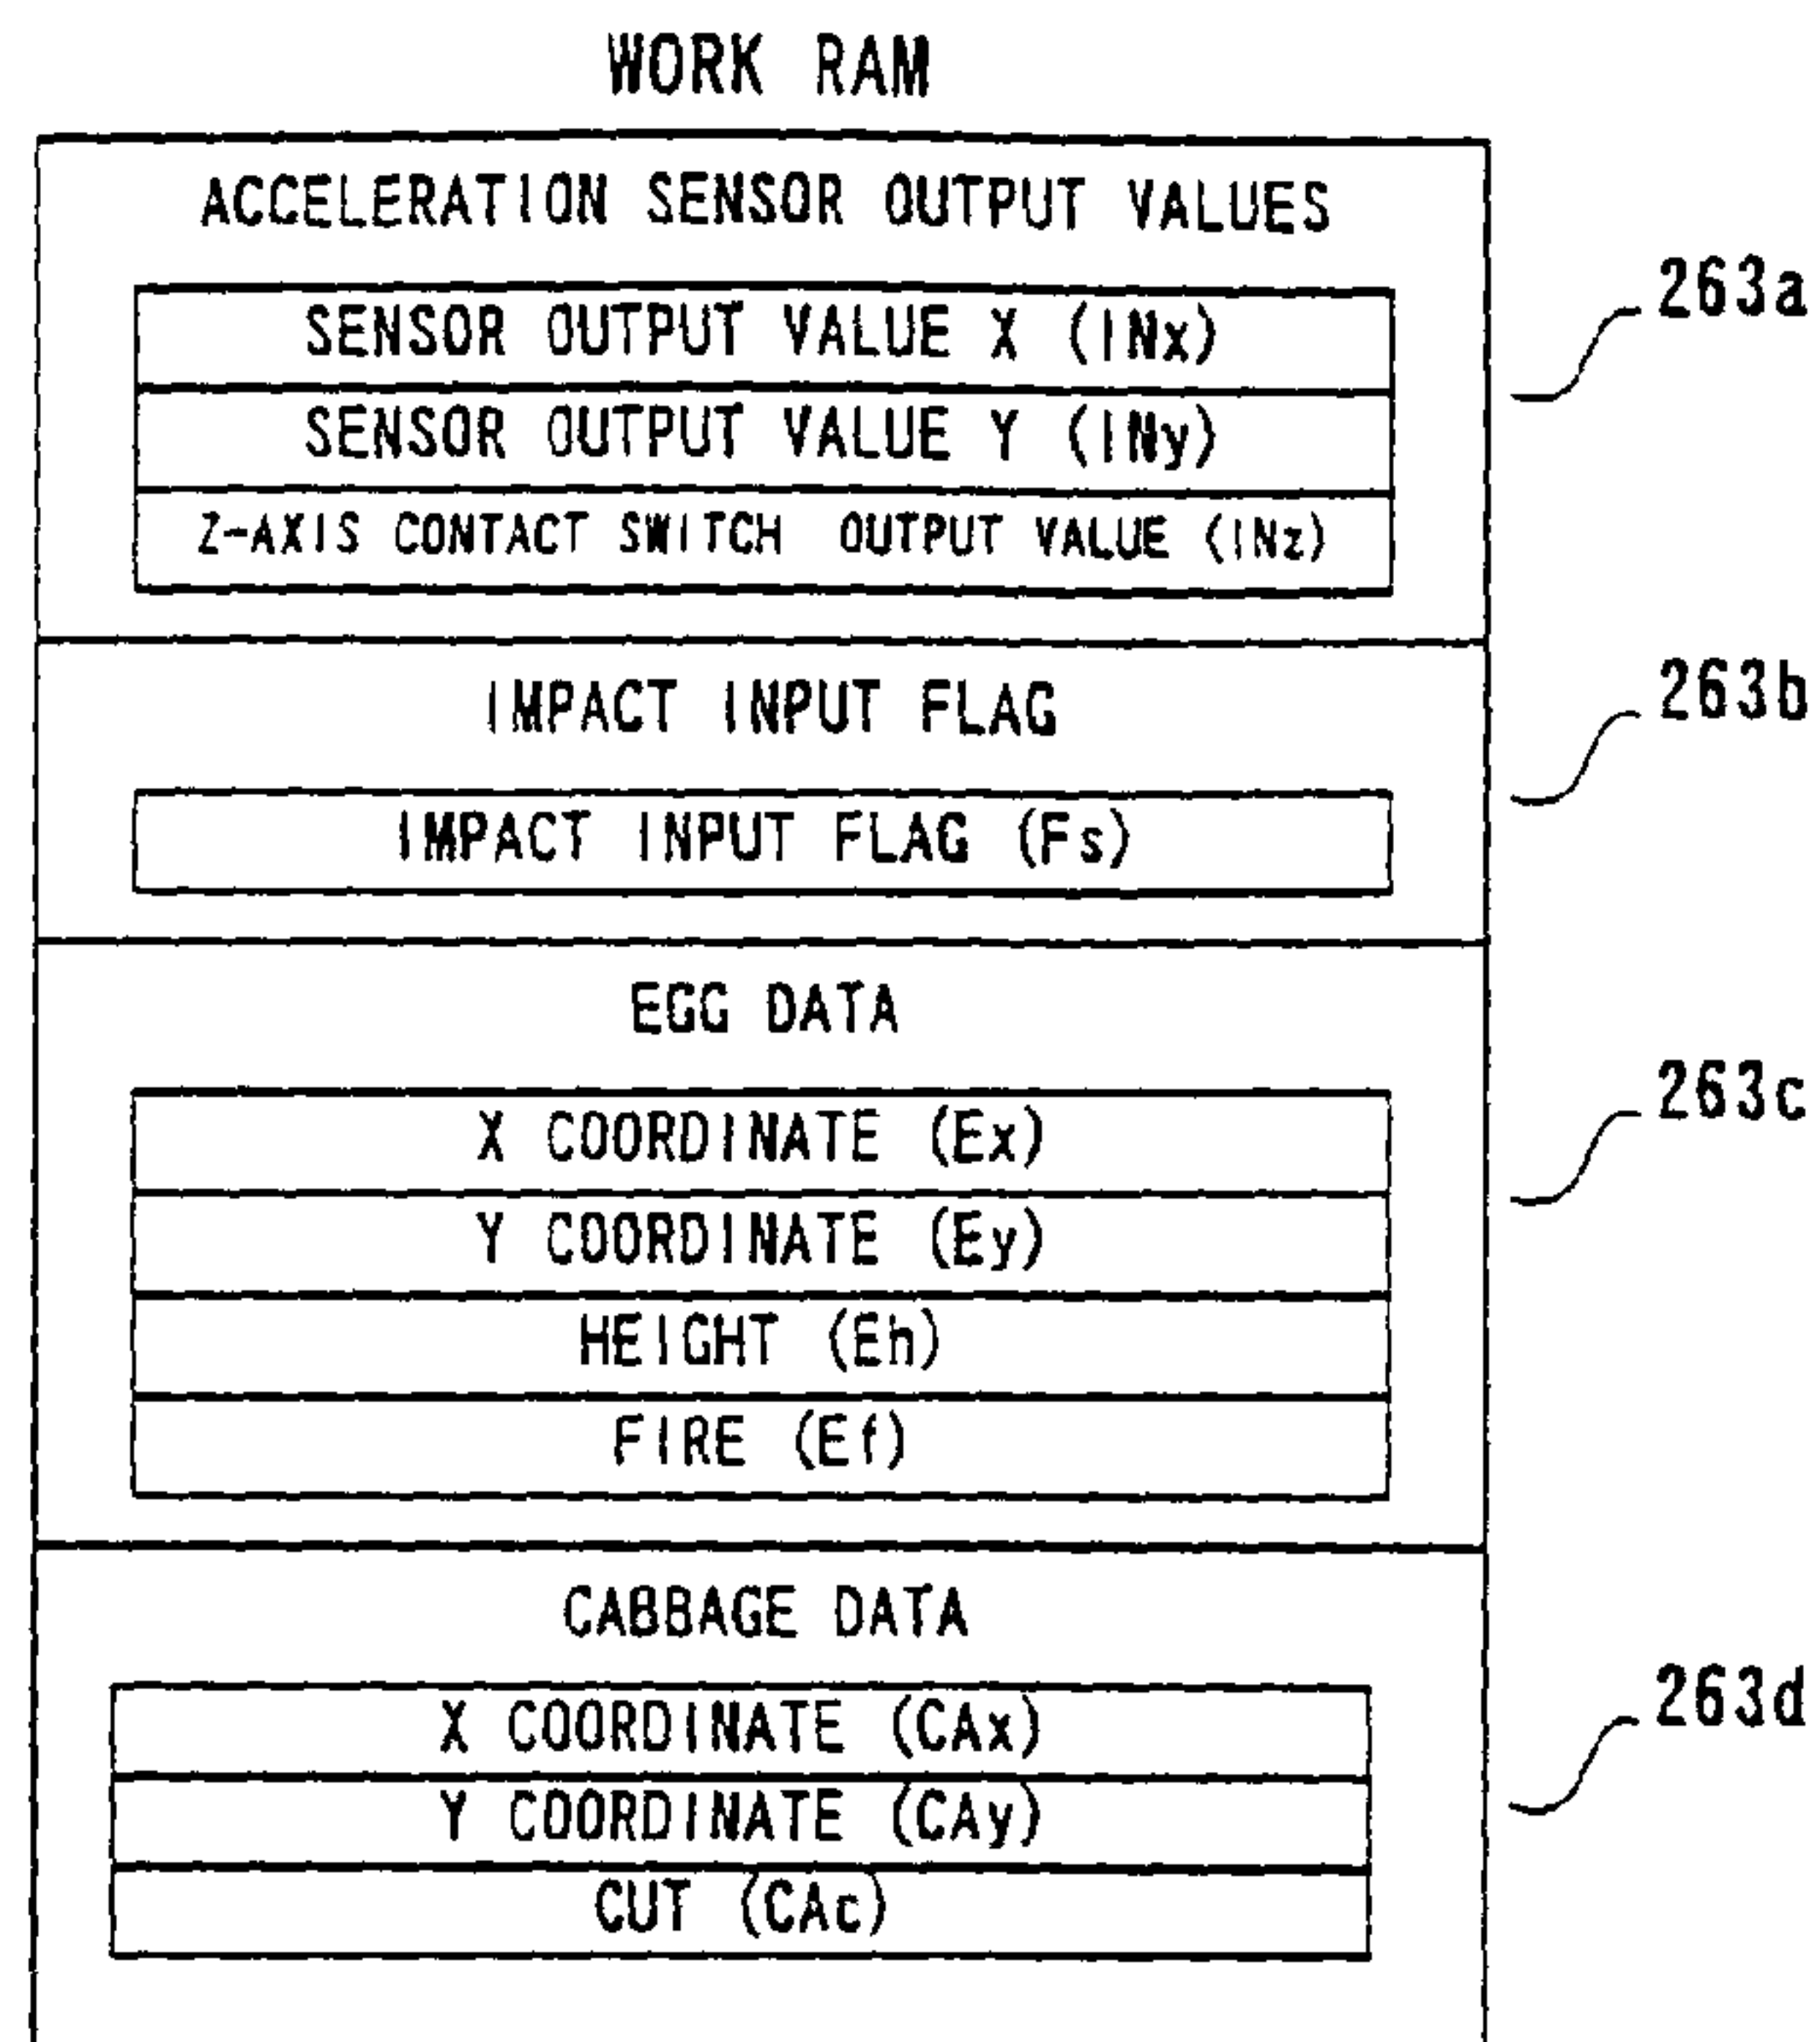 WORK RAM
ACCELERATION SENSOR OUTPUT VALUES
263a
SENSOR OUTPUT VALUE X (INx)
SENSOR OUTPUT VALUE Y (INy)
Z-AXIS CONTACT SWITCH OUTPUT VALUE (INz)
IMPACT INPUT FLAG
263b
IMPACT INPUT FLAG (Fs)
EGG DATA
263c
X COORDINATE (Ex)
Y COORDINATE (Ey)
HEIGHT (Eh)
FIRE (Ef)
CABBAGE DATA
263d
X COORDINATE (CAx)
Y COORDINATE (CAy)
CUT (CAc)